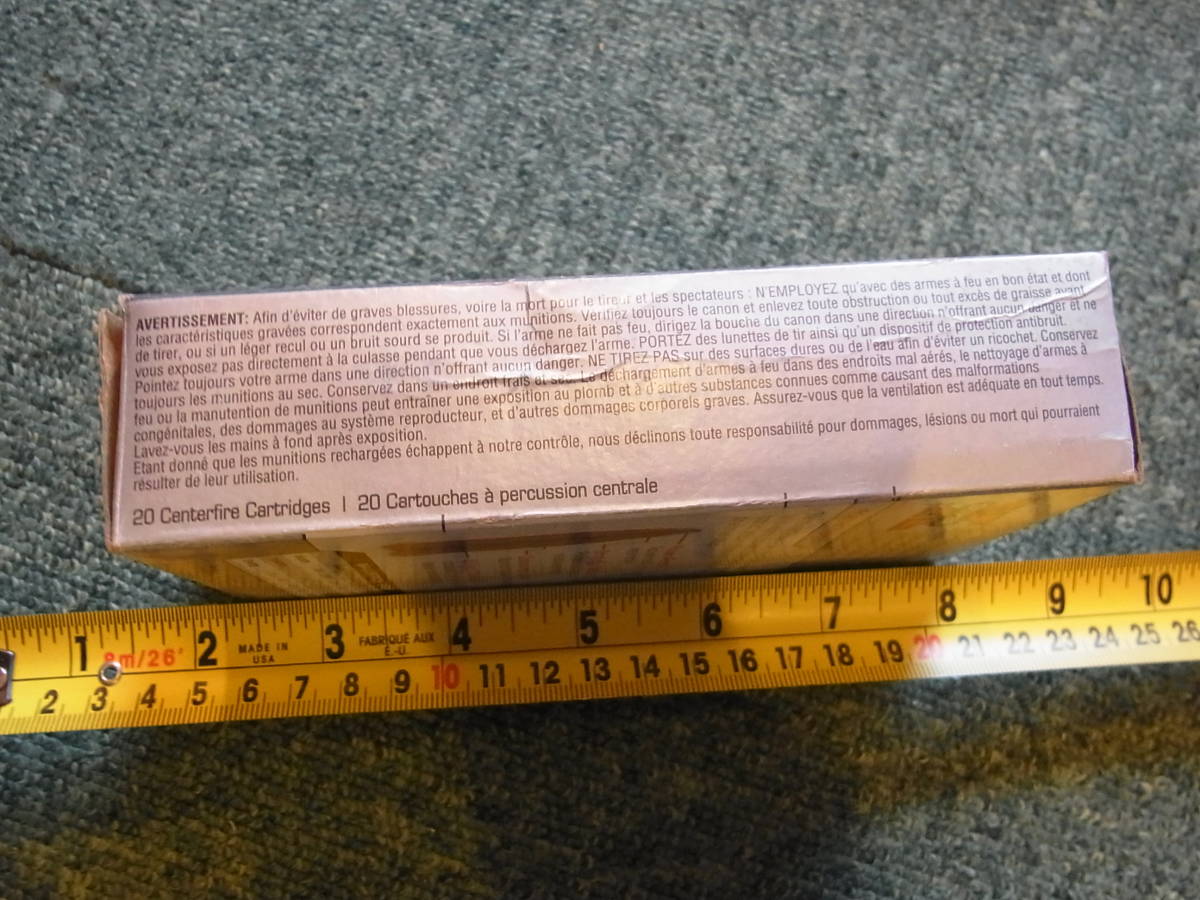 AVERTISSEMENT: Afin d'éviter de graves blessures, voire la mort pour le tireur et les spectateurs : N'EMPLOYEZ qu'avec des armes à feu en bon état et dont
les caractéristiques gravées correspondent exactement aux munitions. Vérifiez toujours le canon et enlevez toute obstruction ou tout excès de graisse avant
de tirer, ou si un léger recul ou un bruit sourd se produit. Si l'arme ne fait pas feu, dirigez la bouche du canon dans une direction n'offrant aucun danger et ne
vous exposez pas directement à la culasse pendant que vous déchargez l'arme. PORTEZ des lunettes de tir ainsi qu'un dispositif de protection antibruit.
Pointez toujours votre arme dans une direction n'offrant aucun danger. NE TIREZ PAS sur des surfaces dures ou de l'eau afin d'éviter un ricochet. Conservez
toujours les munitions au sec. Conservez dans un endroit frais et sec. Le déchargement d'armes à feu dans des endroits mal aérés, le nettoyage d'armes à
feu ou la manutention de munitions peut entraîner une exposition au plomb et à d'autres substances connues comme causant des malformations
congénitales, des dommages au système reproducteur, et d'autres dommages corporels graves. Assurez-vous que la ventilation est adéquate en tout temps.
Lavez-vous les mains à fond après exposition.
Etant donné que les munitions rechargées échappent à notre contrôle, nous déclinons toute responsabilité pour dommages, lésions ou mort qui pourraient
résulter de leur utilisation.
20 Centerfire Cartridges | 20 Cartouches à percussion centrale
1 8m/26' 2 MADE IN USA 3 FABRIQUÉ AUX É.-U. 4 5 6 7 8 9 10
2 3 4 5 6 7 8 9 10 11 12 13 14 15 16 17 18 19 20 21 22 23 24 25 26